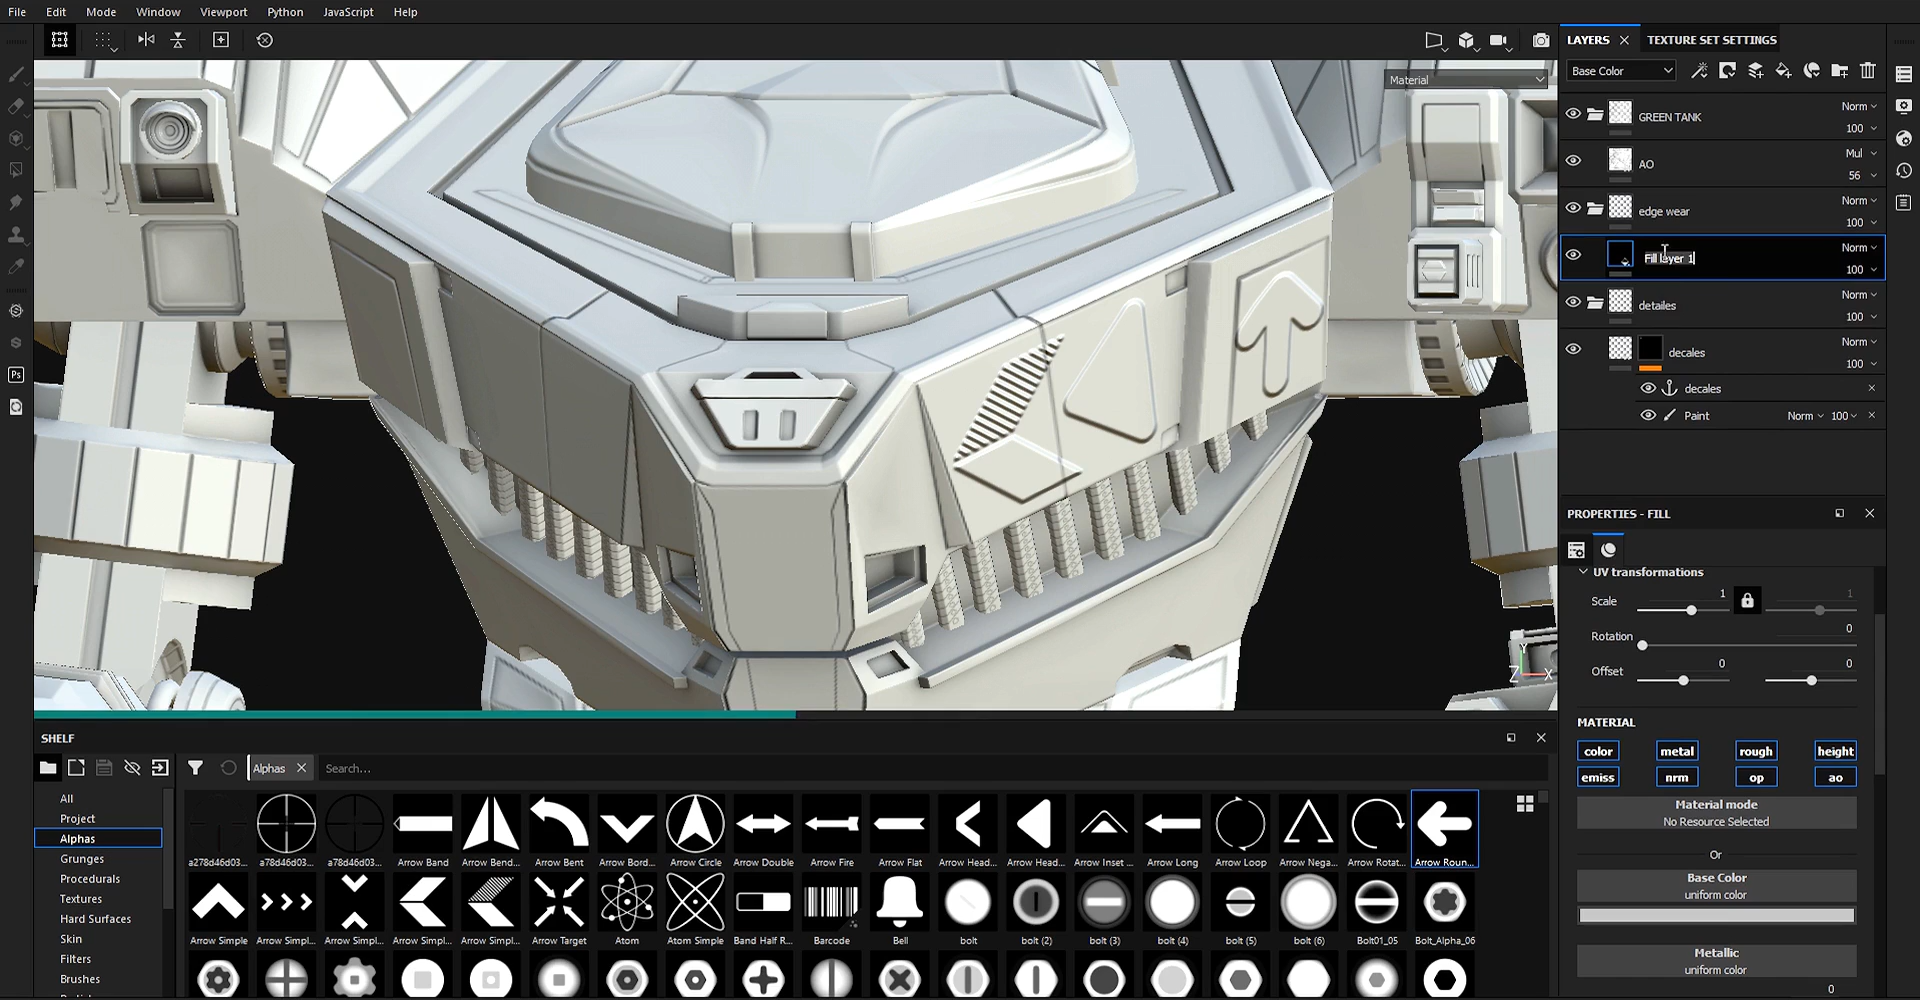 File Edit Mode Window Viewport Python JavaScript Help
LAYERS TEXTURE SET SETTINGS
Base Color
Material
GREEN TANK Norm 100
AO Mul 56
edge wear Norm 100
Fill layer 1 Norm 100
detailes Norm 100
decales Norm 100
decales
Paint Norm 100
PROPERTIES - FILL
UV transformations
Scale 1 1
Rotation 0
Offset 0 0
MATERIAL
color metal rough height
emiss nrm op ao
Material mode
No Resource Selected
Or
Base Color
uniform color
Metallic
uniform color
0
Ps
Y
Z X
SHELF
Alphas Search...
All
Project
Alphas
Grunges
Procedurals
Textures
Hard Surfaces
Skin
Filters
Brushes
a278d46d03... a78d46d03... a78d46d03... Arrow Band Arrow Bend... Arrow Bent Arrow Bord... Arrow Circle Arrow Double Arrow Fire Arrow Flat Arrow Head... Arrow Head... Arrow Inset ... Arrow Long Arrow Loop Arrow Nega... Arrow Rotat... Arrow Roun...
Arrow Simple Arrow Simpl... Arrow Simpl... Arrow Simpl... Arrow Simpl... Arrow Target Atom Atom Simple Band Half R... Barcode Bell bolt bolt (2) bolt (3) bolt (4) bolt (5) bolt (6) Bolt01_05 Bolt_Alpha_06